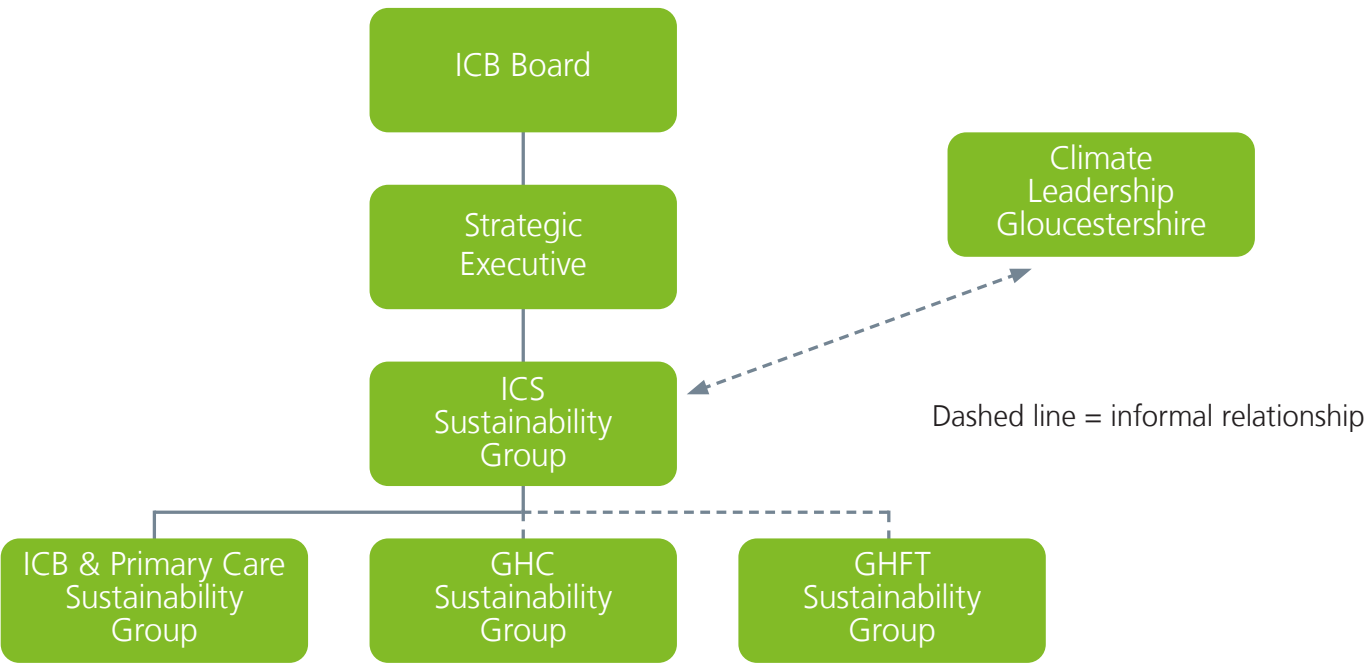 ICB Board
Strategic
Executive
Climate
Leadership
Gloucestershire
ICS
Sustainability
Group
Dashed line = informal relationship
ICB & Primary Care
Sustainability
Group
GHC
Sustainability
Group
GHFT
Sustainability
Group